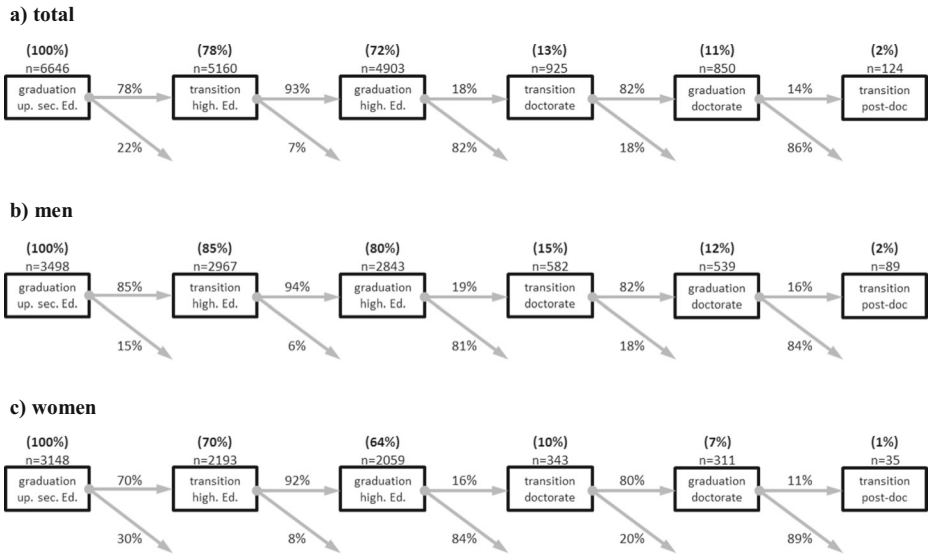 a) total
(100%) (78%) (72%) (13%) (11%) (2%)
n=6646 n=5160 n=4903 n=925 n=850 n=124
graduation 78% transition 93% graduation 18% transition 82% graduation 14% transition
up. sec. Ed. high. Ed. high. Ed. doctorate doctorate post-doc
22% 7% 82% 18% 86%
b) men
(100%) (85%) (80%) (15%) (12%) (2%)
n=3498 n=2967 n=2843 n=582 n=539 n=89
graduation 85% transition 94% graduation 19% transition 82% graduation 16% transition
up. sec. Ed. high. Ed. high. Ed. doctorate doctorate post-doc
15% 6% 81% 18% 84%
c) women
(100%) (70%) (64%) (10%) (7%) (1%)
n=3148 n=2193 n=2059 n=343 n=311 n=35
graduation 70% transition 92% graduation 16% transition 80% graduation 11% transition
up. sec. Ed. high. Ed. high. Ed. doctorate doctorate post-doc
30% 8% 84% 20% 89%